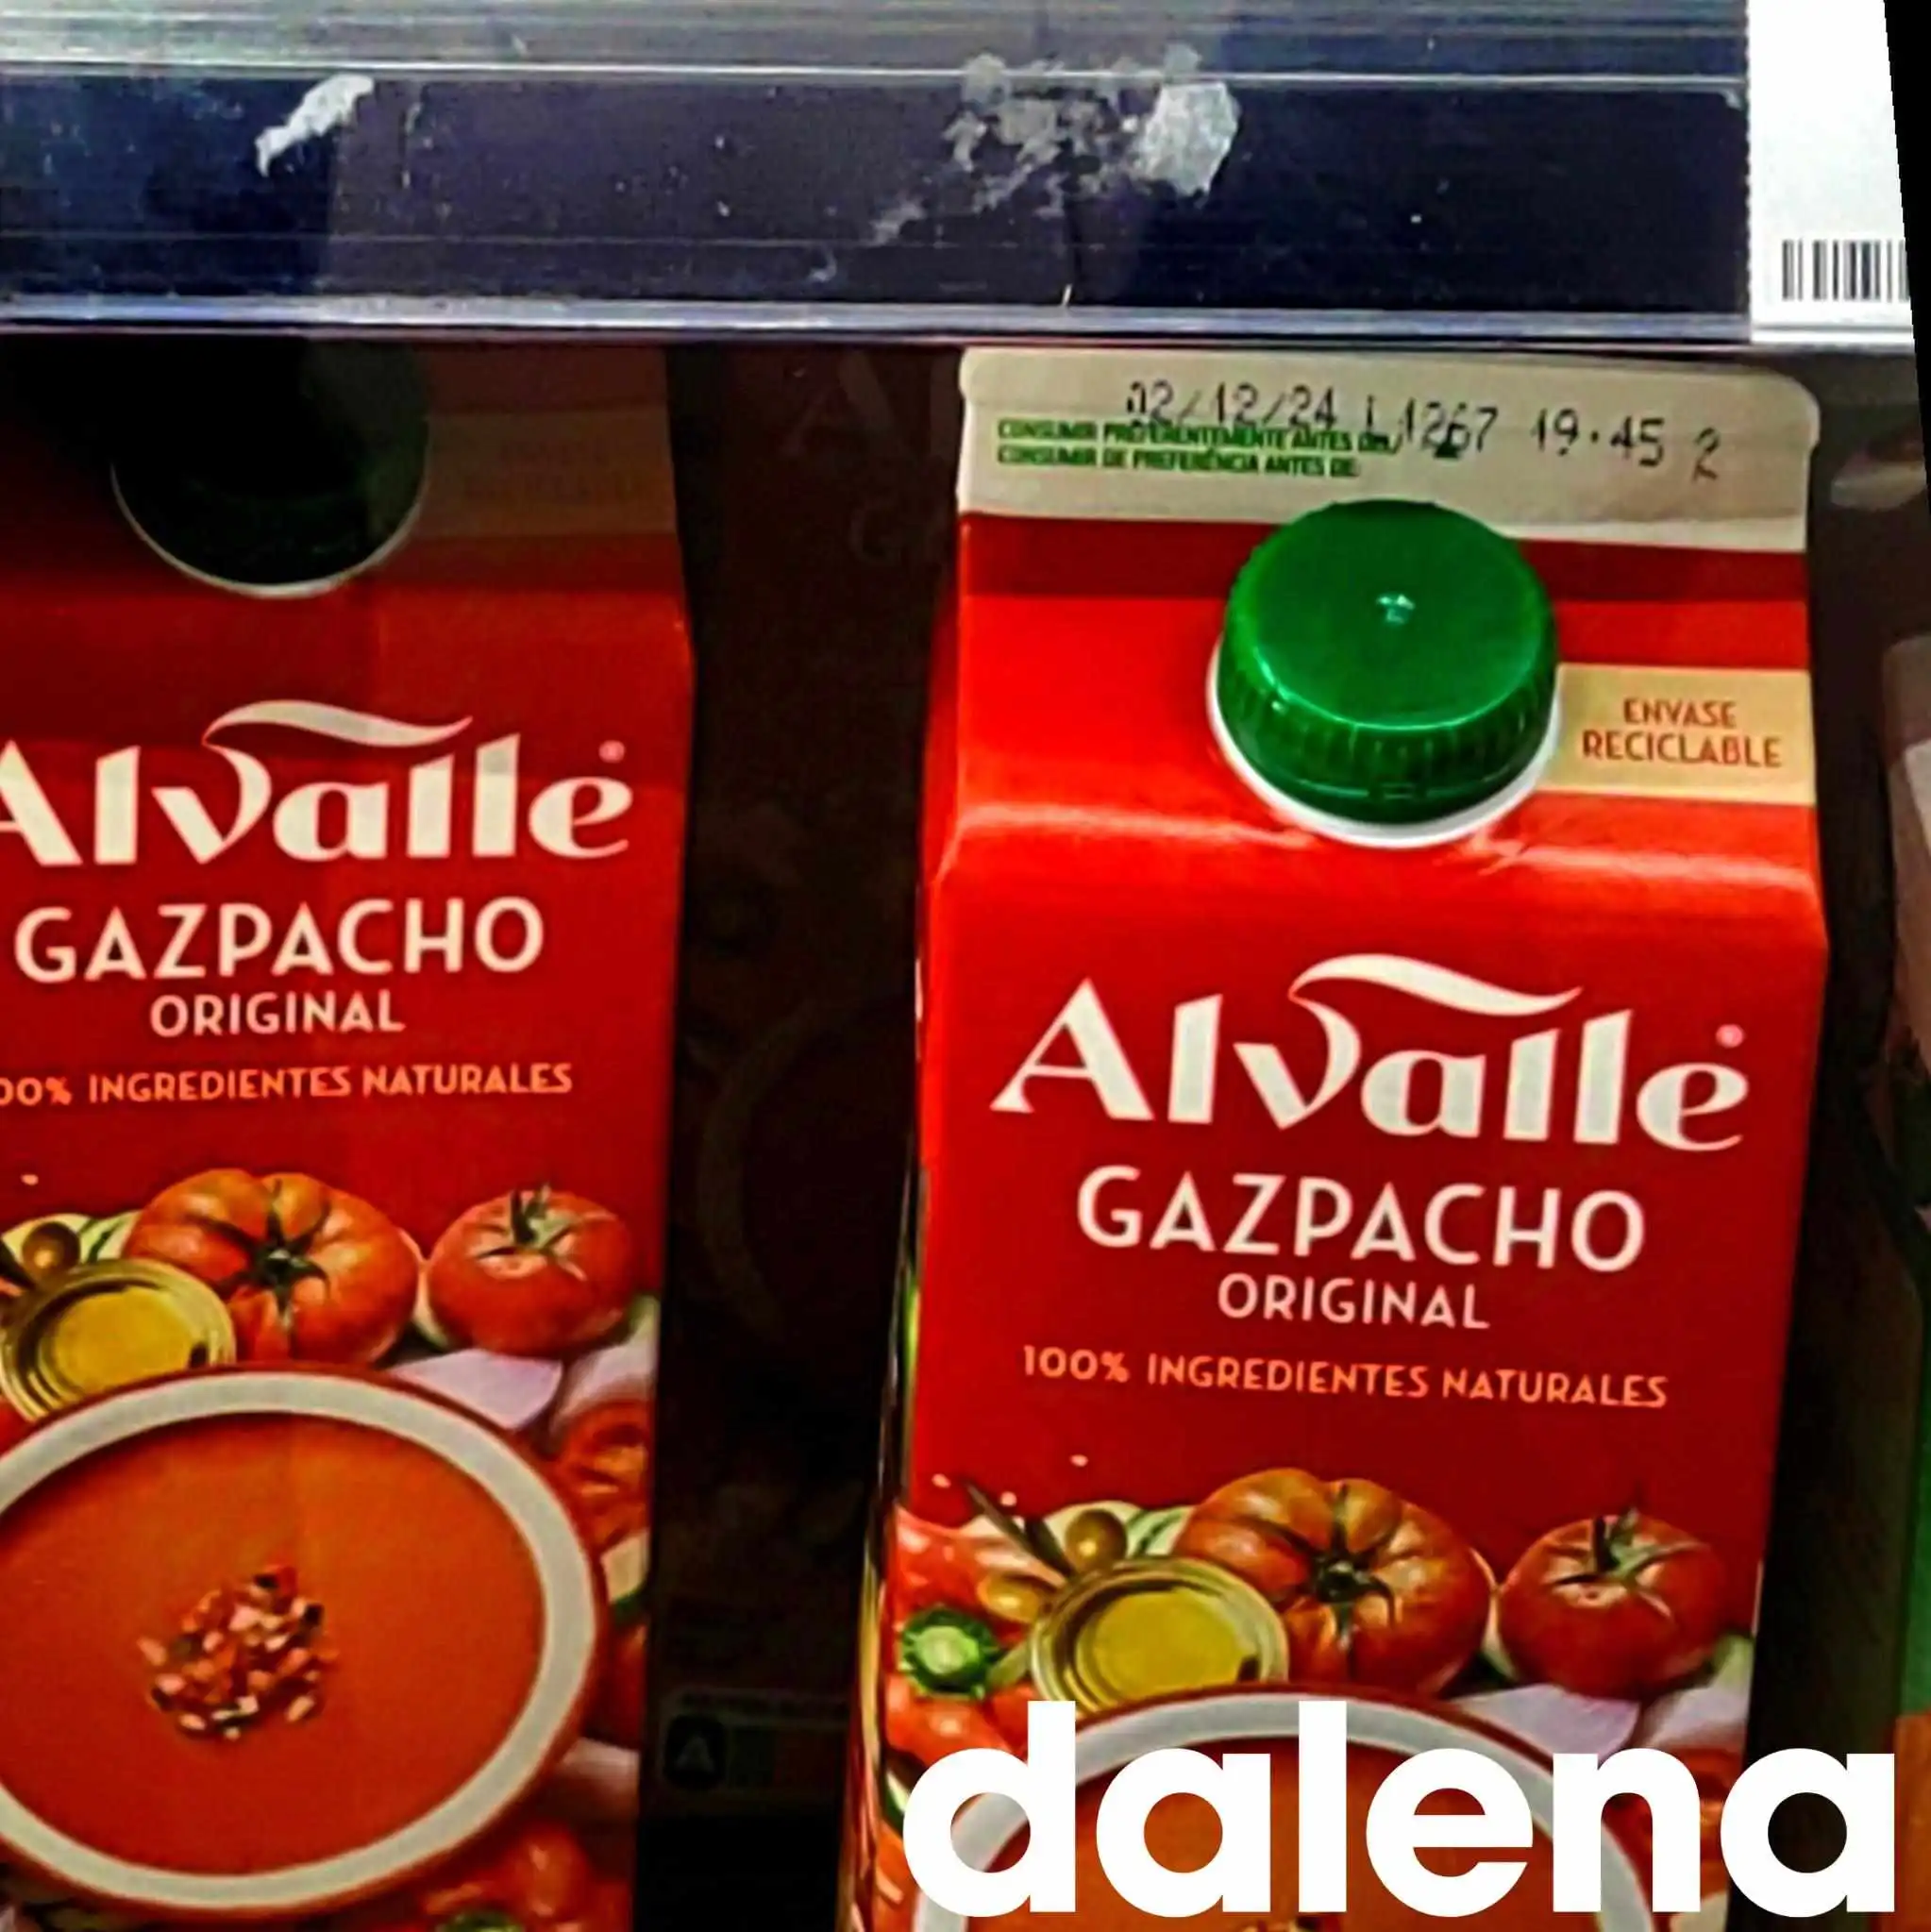 Alvalle
GAZPACHO
ORIGINAL
00% INGREDIENTES NATURALES
02/12/24 L1267 19:45 2
CONSUMIR PREFERENTEMENTE ANTES DEL/
CONSUMIR DE PREFERÊNCIA ANTES DE:
ENVASE
RECICLABLE
Alvalle
GAZPACHO
ORIGINAL
100% INGREDIENTES NATURALES
dalena